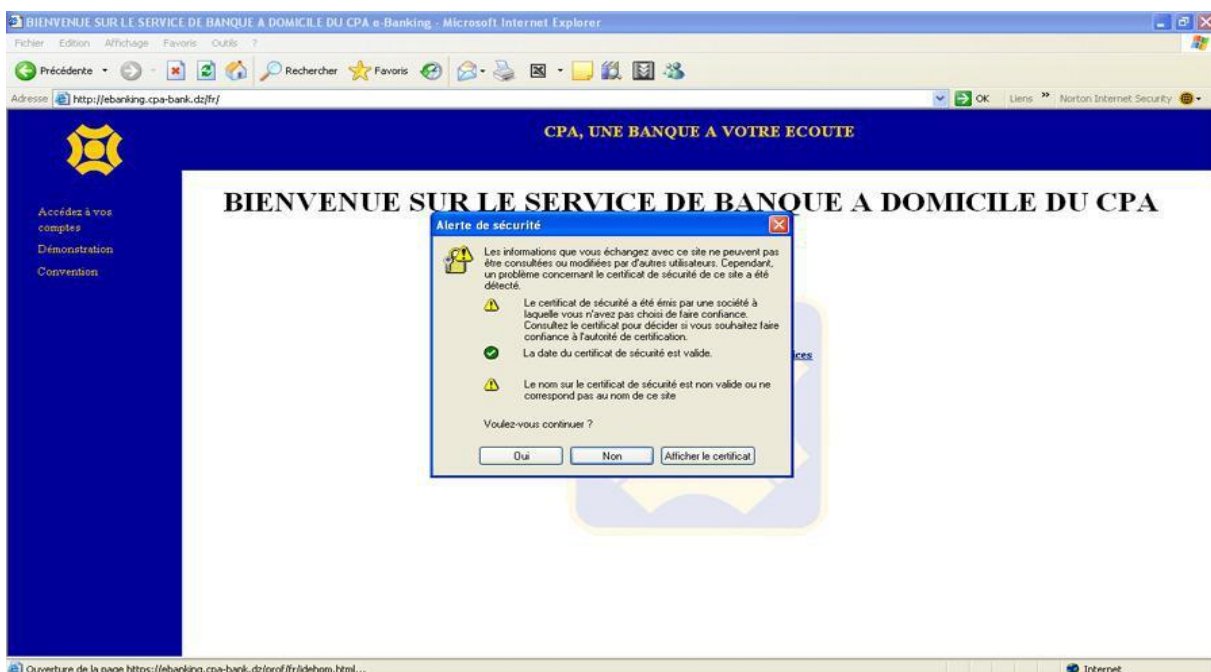 BIENVENUE SUR LE SERVICE DE BANQUE A DOMICILE DU CPA e-Banking - Microsoft Internet Explorer
Fichier Edition Affichage Favoris Outils ?
Précédente Rechercher Favoris
Adresse http://ebanking.cpa-bank.dz/fr/ OK Liens » Norton Internet Security
CPA, UNE BANQUE A VOTRE ECOUTE
Accédez à vos
comptes
Démonstration
Convention
BIENVENUE SUR LE SERVICE DE BANQUE A DOMICILE DU CPA
Alerte de sécurité
Les informations que vous échangez avec ce site ne peuvent pas
être consultées ou modifiées par d'autres utilisateurs. Cependant,
un problème concernant le certificat de sécurité de ce site a été
détecté.
Le certificat de sécurité a été émis par une société à
laquelle vous n'avez pas choisi de faire confiance.
Consultez le certificat pour décider si vous souhaitez faire
confiance à l'autorité de certification.
La date du certificat de sécurité est valide.
Le nom sur le certificat de sécurité est non valide ou ne
correspond pas au nom de ce site
Voulez-vous continuer ?
Oui Non Afficher le certificat
ices
Ouverture de la page https://ebanking.cpa-bank.dz/prof/fr/idehom.html... Internet